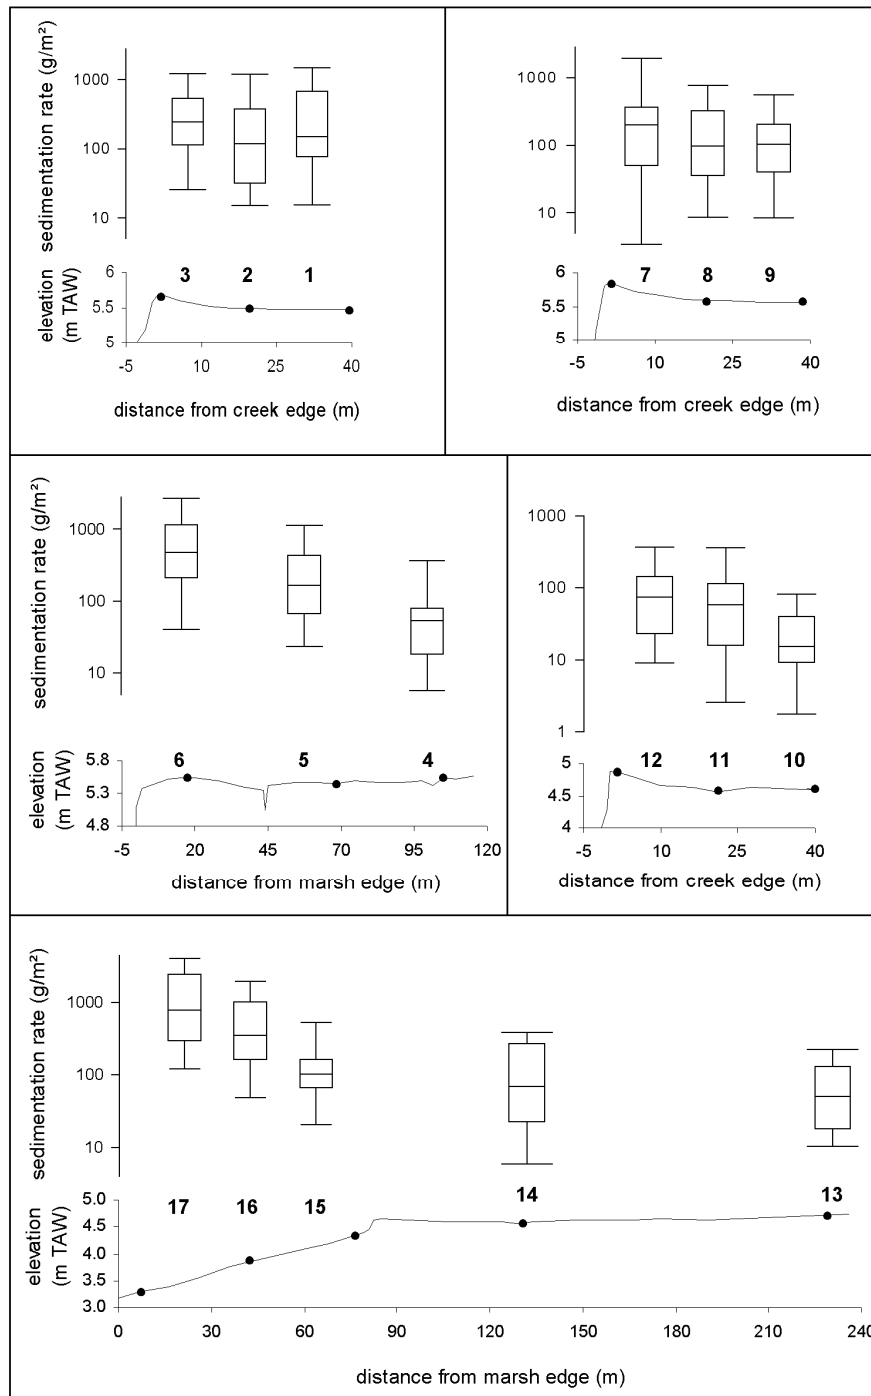 sedimentation rate (g/m²)
1000
100
10
3 2 1
elevation
(m TAW)
6
5.5
5
-5 10 25 40
distance from creek edge (m)
1000
100
10
7 8 9
6
5.5
5
-5 10 25 40
distance from creek edge (m)
sedimentation rate (g/m²)
1000
100
10
6 5 4
elevation
(m TAW)
5.8
5.3
4.8
-5 20 45 70 95 120
distance from marsh edge (m)
1000
100
10
1
12 11 10
5
4.5
4
-5 10 25 40
distance from creek edge (m)
sedimentation rate (g/m²)
1000
100
10
17 16 15 14 13
elevation
(m TAW)
5.0
4.5
4.0
3.5
3.0
0 30 60 90 120 150 180 210 240
distance from marsh edge (m)